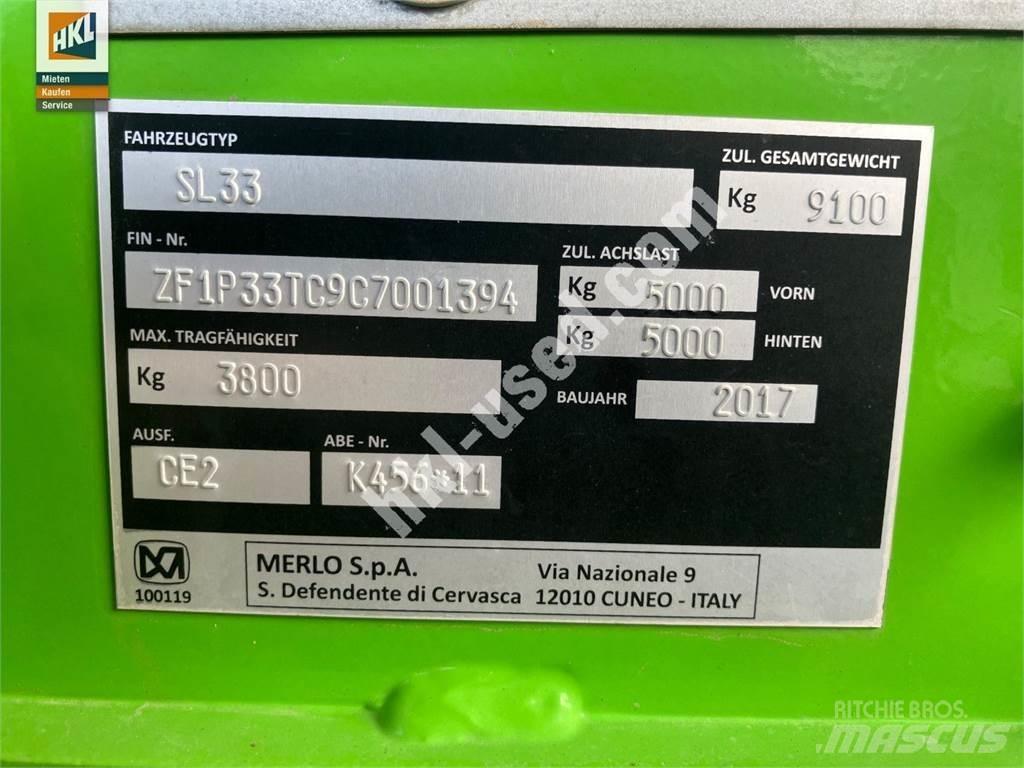 HKL
Mieten
Kaufen
Service
FAHRZEUGTYP
SL33
ZUL. GESAMTGEWICHT
Kg 9100
FIN - Nr.
ZF1P33TC9C7001394
ZUL. ACHSLAST
Kg 5000 VORN
Kg 5000 HINTEN
MAX. TRAGFÄHIGKEIT
Kg 3800
BAUJAHR 2017
AUSF.
CE2
ABE - Nr.
K456*11
hkl-used.com
100119
MERLO S.p.A. Via Nazionale 9
S. Defendente di Cervasca 12010 CUNEO - ITALY
RITCHIE BROS.
MASCUS